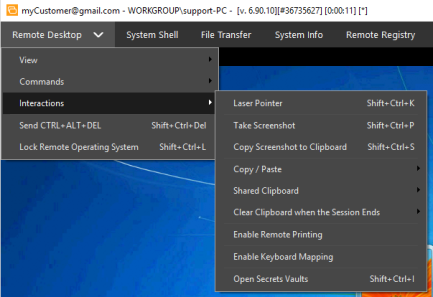 myCustomer@gmail.com - WORKGROUP\support-PC - [v. 6.90.10][#36735627] [0:00:11] [*]
Remote Desktop System Shell File Transfer System Info Remote Registry
View
Commands
Interactions
Send CTRL+ALT+DEL Shift+Ctrl+Del
Lock Remote Operating System Shift+Ctrl+L
Laser Pointer Shift+Ctrl+K
Take Screenshot Shift+Ctrl+P
Copy Screenshot to Clipboard Shift+Ctrl+S
Copy / Paste
Shared Clipboard
Clear Clipboard when the Session Ends
Enable Remote Printing
Enable Keyboard Mapping
Open Secrets Vaults Shift+Ctrl+I